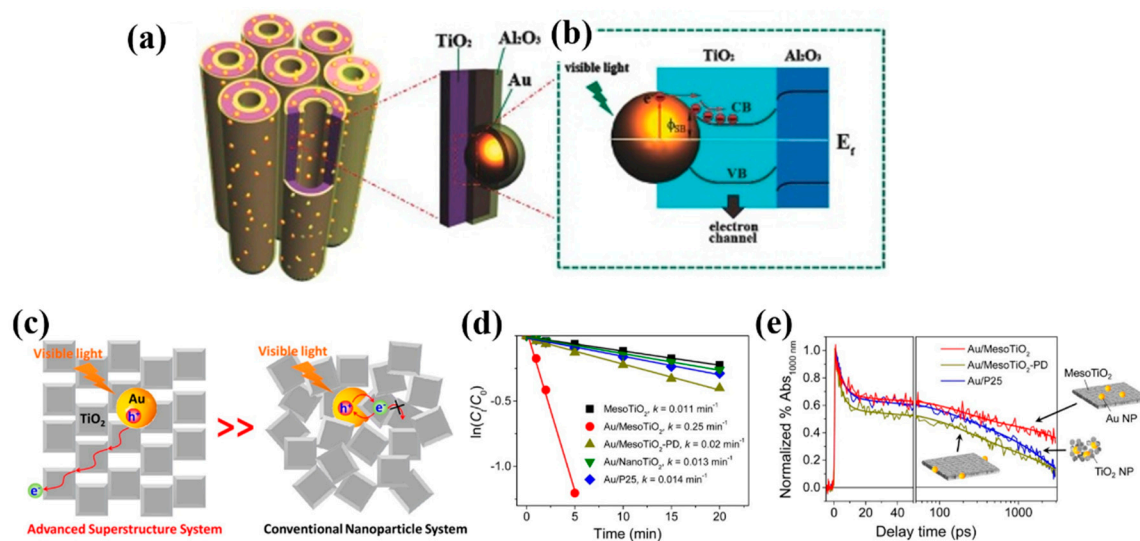 (a)
TiO₂
Al₂O₃
Au
(b)
visible light
TiO₂
Al₂O₃
e⁻
CB
ϕSB
Ef
VB
electron
channel
(c)
Visible light
Au
h⁺
TiO₂
e⁻
Advanced Superstructure System
>>
Visible light
h⁺
e⁻
Conventional Nanoparticle System
(d)
ln(C/C₀)
0.0
-0.5
-1.0
MesoTiO₂, k = 0.011 min⁻¹
Au/MesoTiO₂, k = 0.25 min⁻¹
Au/MesoTiO₂-PD, k = 0.02 min⁻¹
Au/NanoTiO₂, k = 0.013 min⁻¹
Au/P25, k = 0.014 min⁻¹
0 5 10 15 20
Time (min)
(e)
Normalized % Abs1000 nm
1.2
1.0
0.8
0.6
0.4
0.2
0.0
Au/MesoTiO₂
Au/MesoTiO₂-PD
Au/P25
MesoTiO₂
Au NP
TiO₂ NP
0 20 40 100 1000
Delay time (ps)